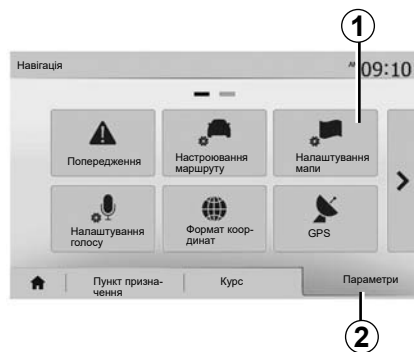 1
Навігація
09:10
Попередження
Настроювання
маршруту
Налаштування
мапи
Налаштування
голосу
Формат коор-
динат
GPS
Пункт призна-
чення
Курс
Параметри
2